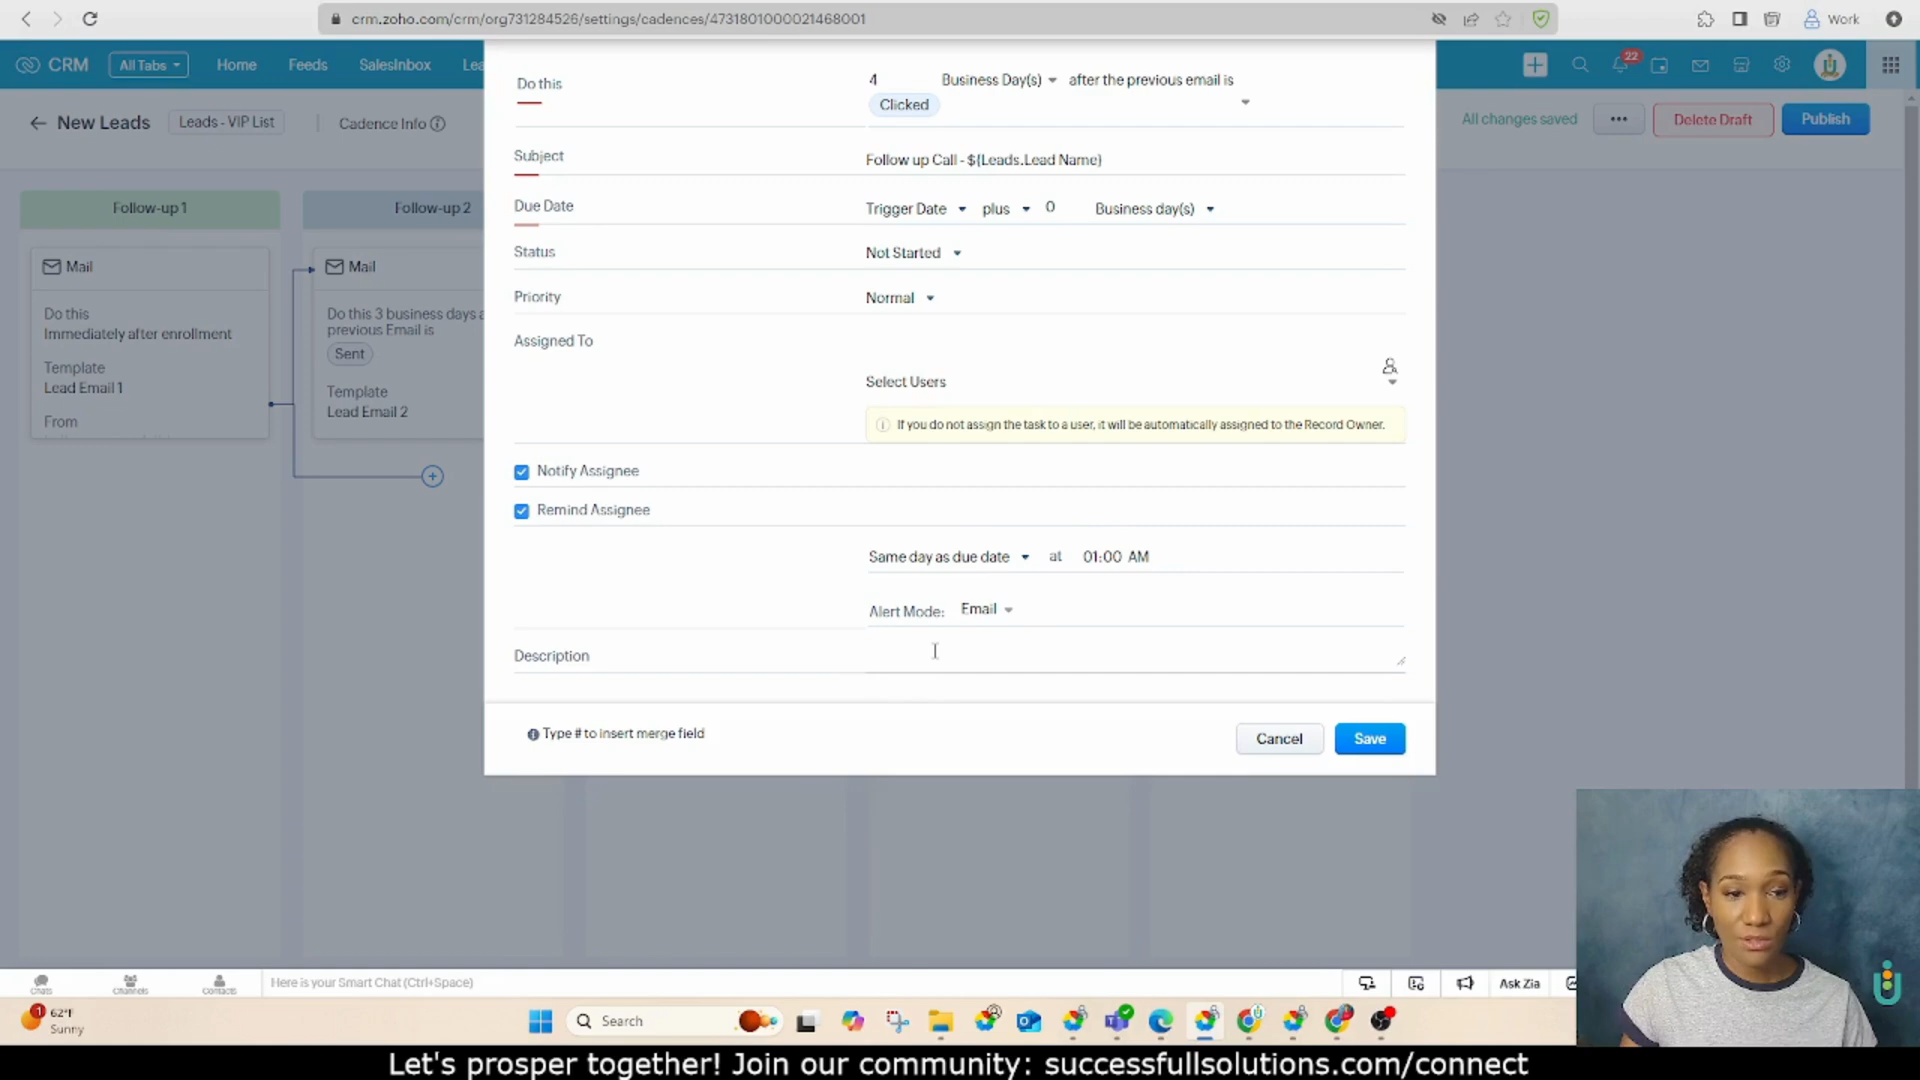 crm.zoho.com/crm/org731284526/settings/cadences/4731801000021468001
Work
CRM
All Tabs
Home
Feeds
SalesInbox
Lea
22
New Leads
Leads - VIP List
Cadence Info
All changes saved
...
Delete Draft
Publish
Follow-up 1
Follow-up 2
Mail
Do this
Immediately after enrollment
Template
Lead Email 1
From
Mail
Do this 3 business days a
previous Email is
Sent
Template
Lead Email 2
Do this
4 Business Day(s) after the previous email is
Clicked
Subject
Follow up Call - ${Leads.Lead Name}
Due Date
Trigger Date plus 0 Business day(s)
Status
Not Started
Priority
Normal
Assigned To
Select Users
If you do not assign the task to a user, it will be automatically assigned to the Record Owner.
Notify Assignee
Remind Assignee
Same day as due date at 01:00 AM
Alert Mode: Email
Description
Type # to insert merge field
Cancel
Save
Chats
Channels
Contacts
Here is your Smart Chat (Ctrl+Space)
Ask Zia
1
62°F
Sunny
Search
Let's prosper together! Join our community: successfullsolutions.com/connect